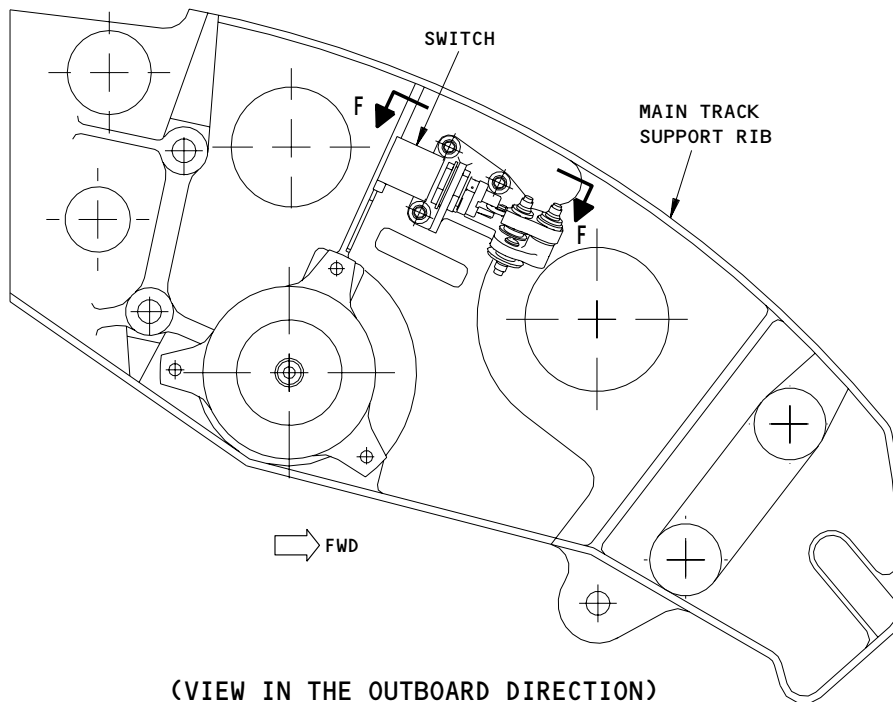 SWITCH
F
MAIN TRACK
SUPPORT RIB
F
FWD
(VIEW IN THE OUTBOARD DIRECTION)